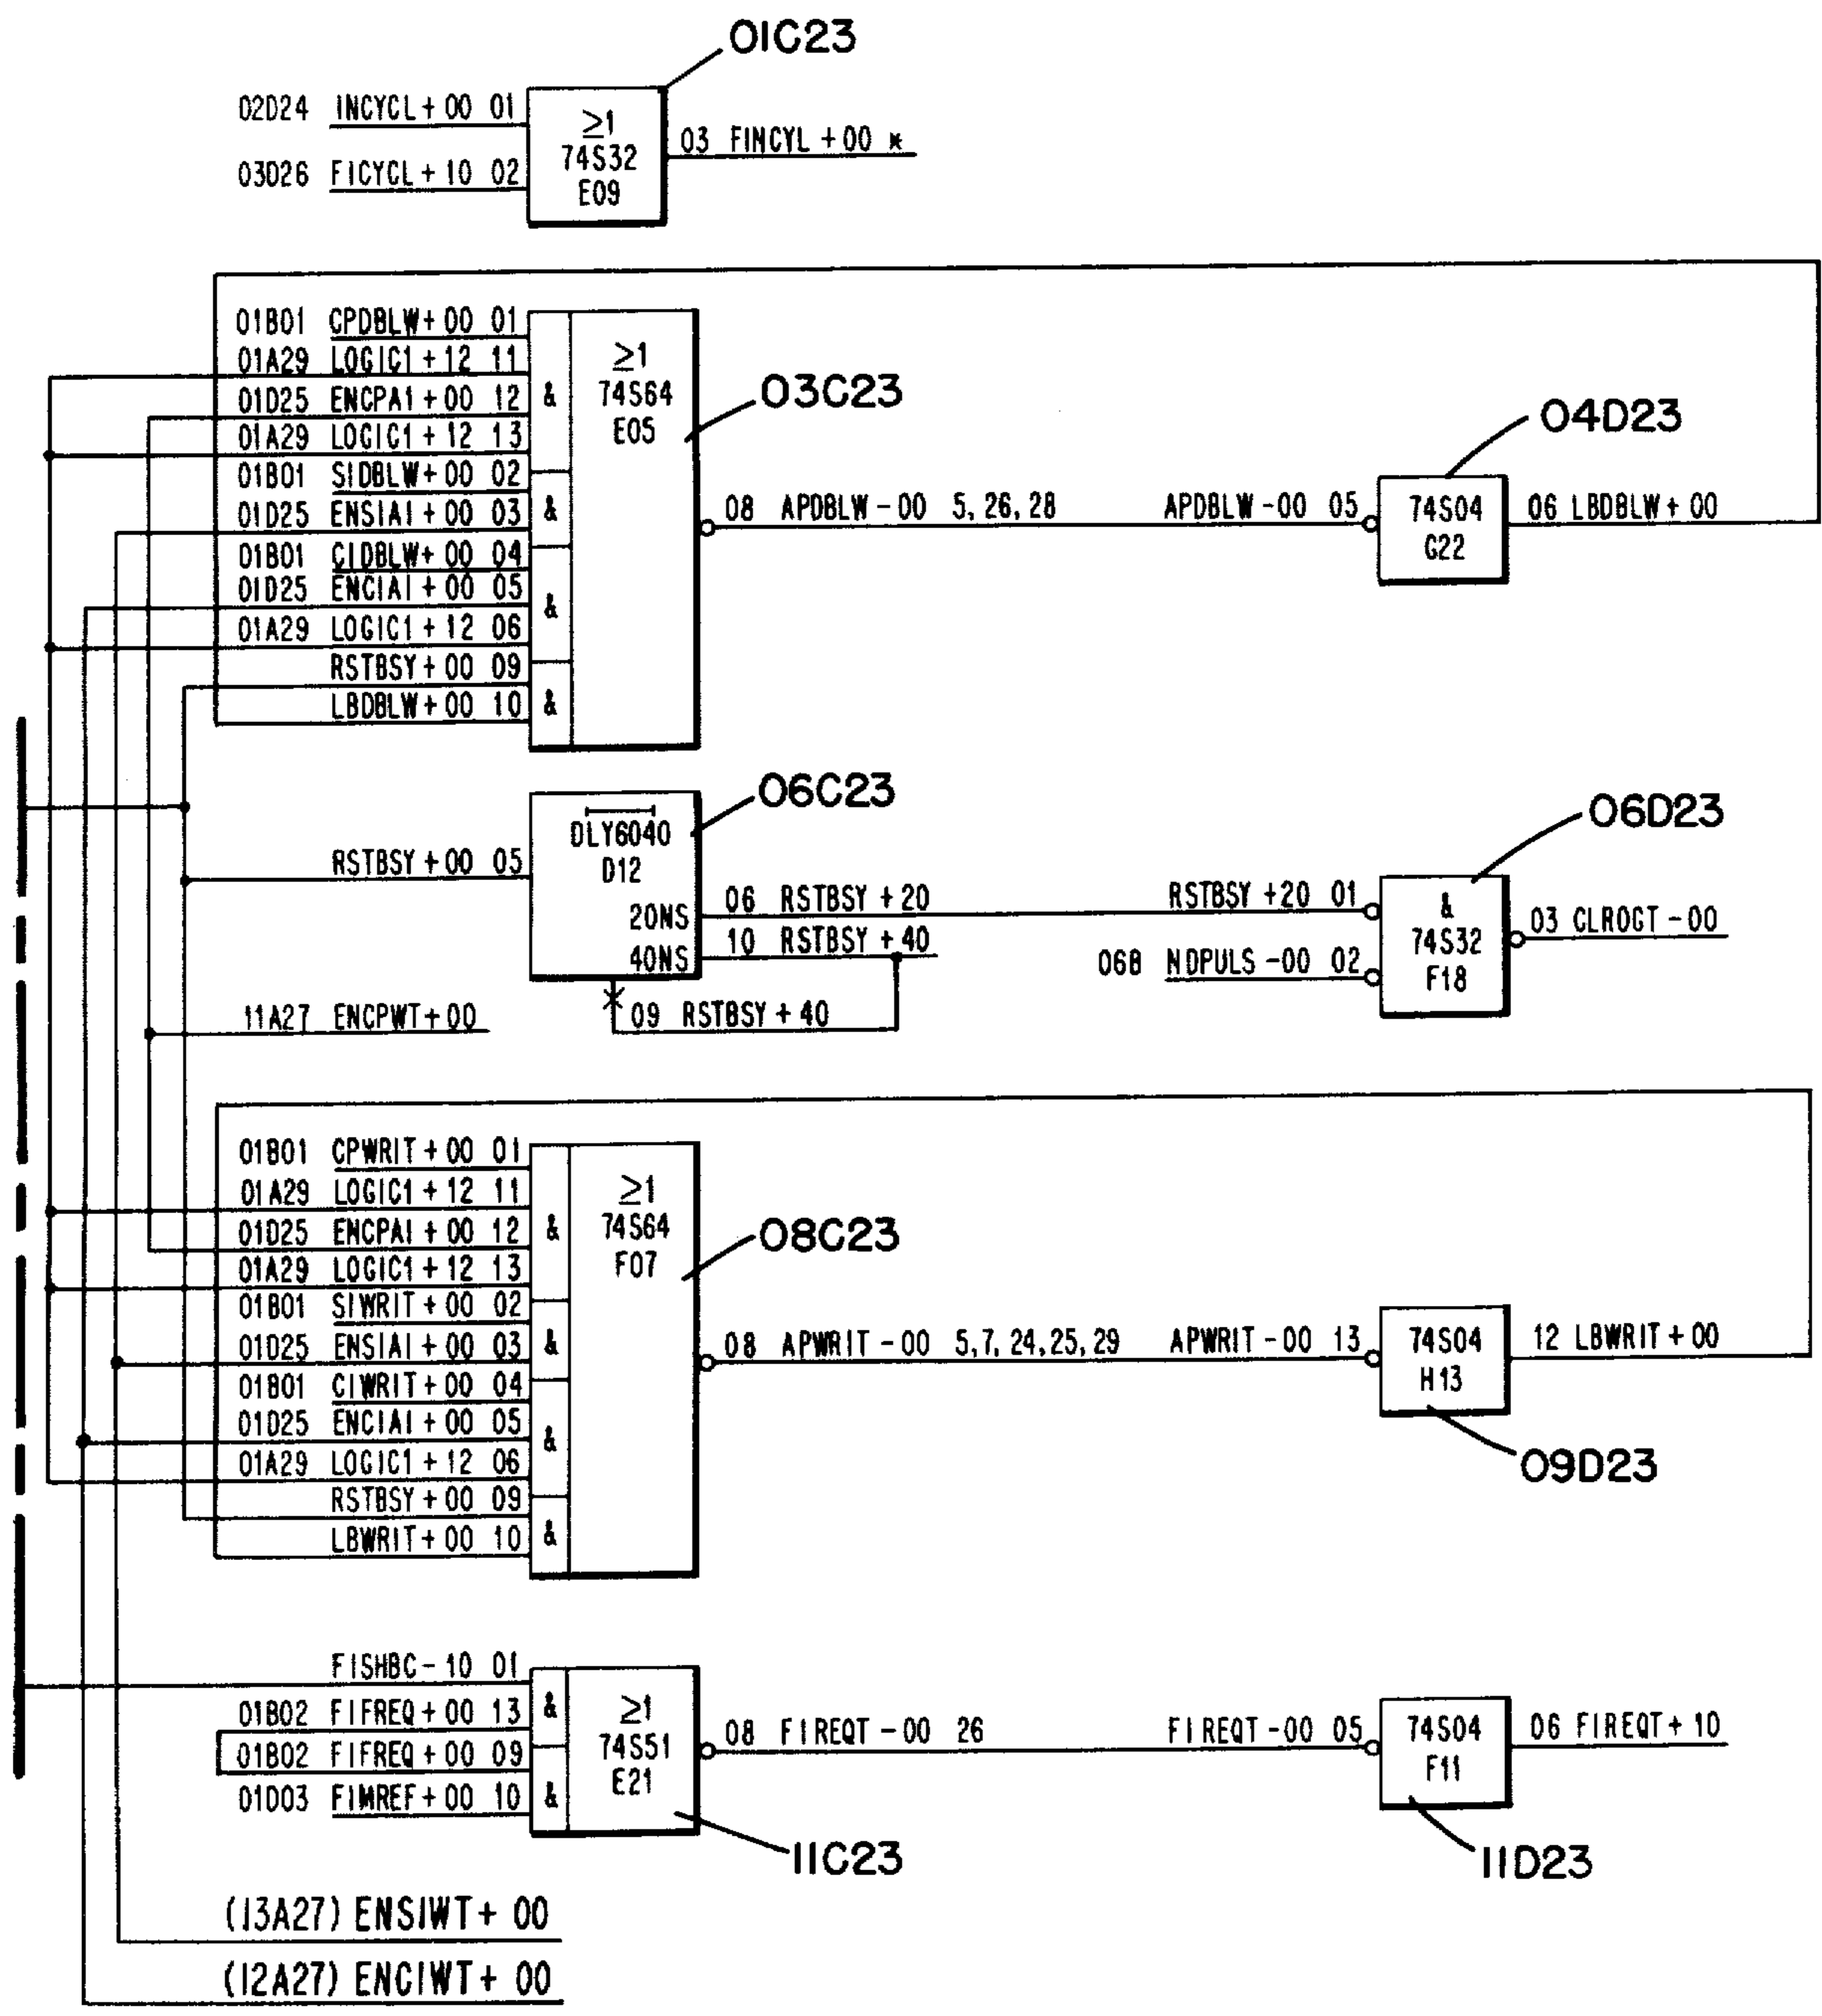 01C23
02D24 INCYCL+00 01
≥1
03 FINCYL+00 *
74S32
03D26 FICYCL+10 02
E09
01B01 CPDBLW+00 01
01A29 LOGIC1+12 11
≥1
01D25 ENCPA1+00 12
&
74S64
03C23
01A29 LOGIC1+12 13
E05
04D23
01B01 SIDBLW+00 02
01D25 ENSIA1+00 03
&
08 APDBLW-00 5, 26, 28
APDBLW-00 05
74S04
06 LBDBLW+00
G22
01B01 CIDBLW+00 04
01D25 ENCIA1+00 05
&
01A29 LOGIC1+12 06
RSTBSY+00 09
LBDBLW+00 10
&
06C23
06D23
DLY6040
RSTBSY+00 05
D12
20NS
06 RSTBSY+20
RSTBSY+20 01
&
03 CLROGT-00
40NS
10 RSTBSY+40
74S32
06B NDPULS-00 02
F18
11A27 ENCPWT+00
09 RSTBSY+40
01B01 CPWRIT+00 01
01A29 LOGIC1+12 11
≥1
01D25 ENCPA1+00 12
&
74S64
08C23
01A29 LOGIC1+12 13
F07
01B01 SIWRIT+00 02
01D25 ENSIA1+00 03
&
08 APWRIT-00 5,7,24,25,29
APWRIT-00 13
74S04
12 LBWRIT+00
H13
01B01 CIWRIT+00 04
01D25 ENCIA1+00 05
&
01A29 LOGIC1+12 06
09D23
RSTBSY+00 09
LBWRIT+00 10
&
FISHBC-10 01
01B02 FIFREQ+00 13
&
≥1
01B02 FIFREQ+00 09
74S51
08 FIREQT-00 26
FIREQT-00 05
74S04
06 FIREQT+10
E21
F11
01D03 FIMREF+00 10
&
11C23
11D23
(13A27) ENSIWT+00
(12A27) ENCIWT+00